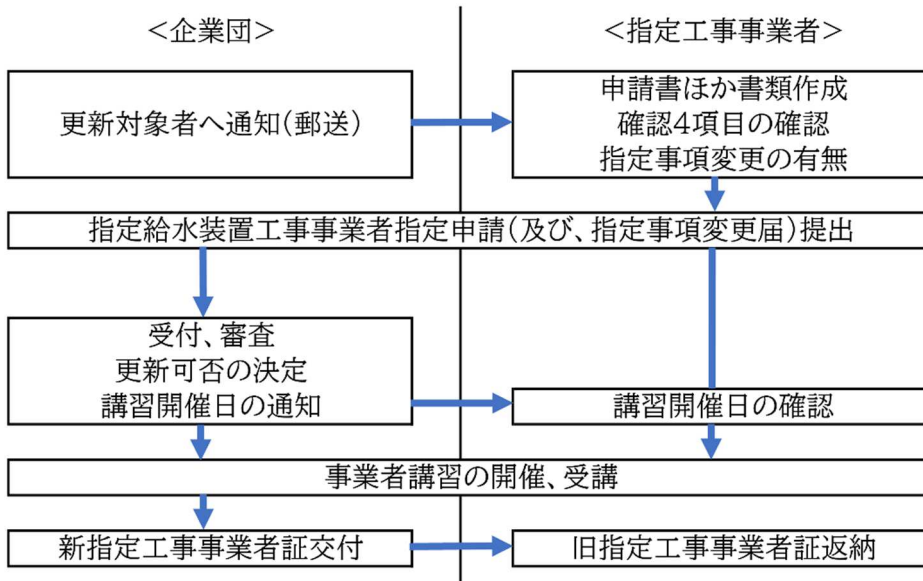 <企業団>
<指定工事事業者>
更新対象者へ通知(郵送)
申請書ほか書類作成
確認4項目の確認
指定事項変更の有無
指定給水装置工事事業者指定申請(及び、指定事項変更届)提出
受付、審査
更新可否の決定
講習開催日の通知
講習開催日の確認
事業者講習の開催、受講
新指定工事事業者証交付
旧指定工事事業者証返納